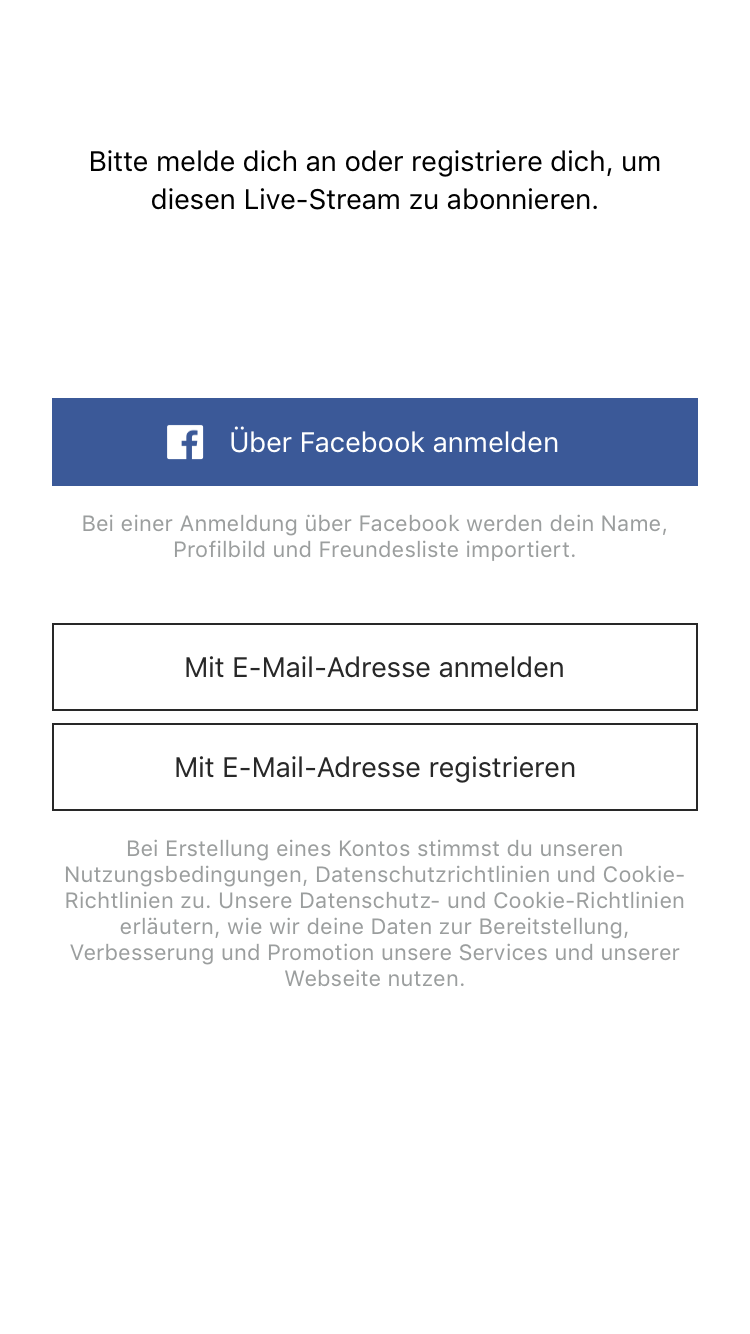 Bitte melde dich an oder registriere dich, um
diesen Live-Stream zu abonnieren.
Über Facebook anmelden
Bei einer Anmeldung über Facebook werden dein Name,
Profilbild und Freundesliste importiert.
Mit E-Mail-Adresse anmelden
Mit E-Mail-Adresse registrieren
Bei Erstellung eines Kontos stimmst du unseren
Nutzungsbedingungen, Datenschutzrichtlinien und Cookie-
Richtlinien zu. Unsere Datenschutz- und Cookie-Richtlinien
erläutern, wie wir deine Daten zur Bereitstellung,
Verbesserung und Promotion unsere Services und unserer
Webseite nutzen.